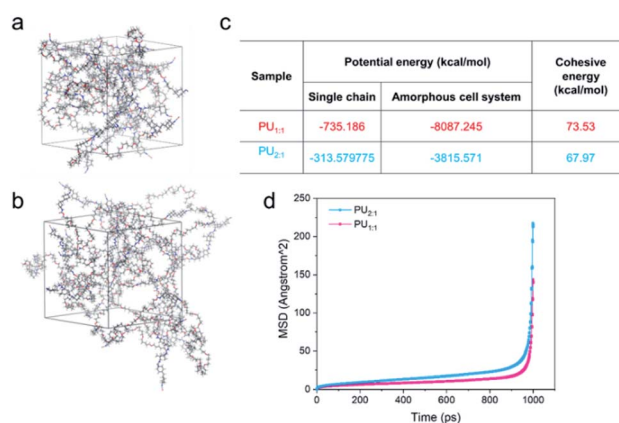 a
c
Sample
Potential energy (kcal/mol)
Cohesive
energy
(kcal/mol)
Single chain
Amorphous cell system
PU1:1
-735.186
-8087.245
73.53
PU2:1
-313.579775
-3815.571
67.97
b
d
250
200
150
100
50
0
MSD (Angstrom^2)
PU2:1
PU1:1
0
200
400
600
800
1000
Time (ps)